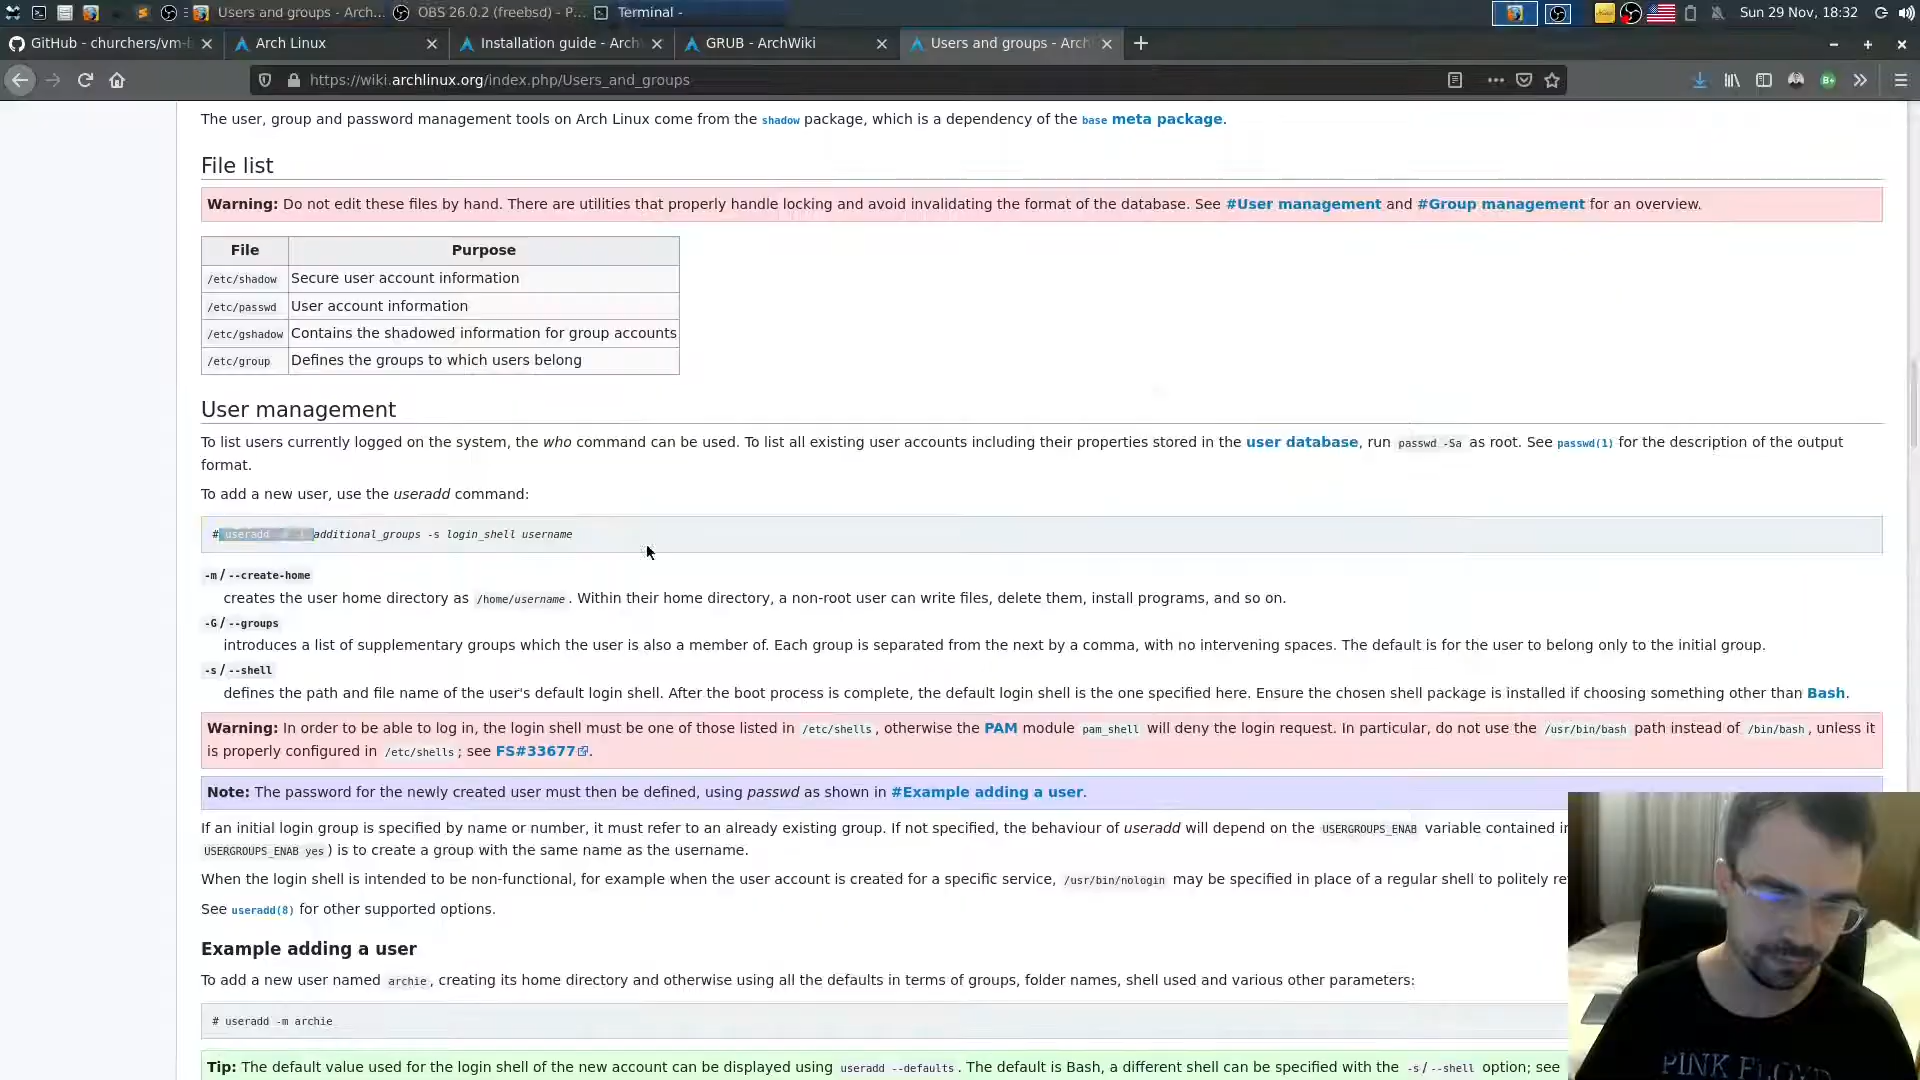 Users and groups - Arch... OBS 26.0.2 (freebsd) - P... Terminal - Sun 29 Nov, 18:32
GitHub - churchers/vm-b Arch Linux Installation guide - Arch GRUB - ArchWiki Users and groups - Arch
https://wiki.archlinux.org/index.php/Users_and_groups
The user, group and password management tools on Arch Linux come from the shadow package, which is a dependency of the base meta package.
File list
Warning: Do not edit these files by hand. There are utilities that properly handle locking and avoid invalidating the format of the database. See #User management and #Group management for an overview.
File Purpose
/etc/shadow Secure user account information
/etc/passwd User account information
/etc/gshadow Contains the shadowed information for group accounts
/etc/group Defines the groups to which users belong
User management
To list users currently logged on the system, the who command can be used. To list all existing user accounts including their properties stored in the user database, run passwd -Sa as root. See passwd(1) for the description of the output
format.
To add a new user, use the useradd command:
# useradd additional_groups -s login_shell username
-m / --create-home
creates the user home directory as /home/username. Within their home directory, a non-root user can write files, delete them, install programs, and so on.
-G / --groups
introduces a list of supplementary groups which the user is also a member of. Each group is separated from the next by a comma, with no intervening spaces. The default is for the user to belong only to the initial group.
-s / --shell
defines the path and file name of the user's default login shell. After the boot process is complete, the default login shell is the one specified here. Ensure the chosen shell package is installed if choosing something other than Bash.
Warning: In order to be able to log in, the login shell must be one of those listed in /etc/shells, otherwise the PAM module pam_shell will deny the login request. In particular, do not use the /usr/bin/bash path instead of /bin/bash, unless it
is properly configured in /etc/shells; see FS#33677.
Note: The password for the newly created user must then be defined, using passwd as shown in #Example adding a user.
If an initial login group is specified by name or number, it must refer to an already existing group. If not specified, the behaviour of useradd will depend on the USERGROUPS_ENAB variable contained in
USERGROUPS_ENAB yes) is to create a group with the same name as the username.
When the login shell is intended to be non-functional, for example when the user account is created for a specific service, /usr/bin/nologin may be specified in place of a regular shell to politely re
See useradd(8) for other supported options.
Example adding a user
To add a new user named archie, creating its home directory and otherwise using all the defaults in terms of groups, folder names, shell used and various other parameters:
# useradd -m archie
Tip: The default value used for the login shell of the new account can be displayed using useradd --defaults. The default is Bash, a different shell can be specified with the -s / --shell option; see
PINK FLOYD